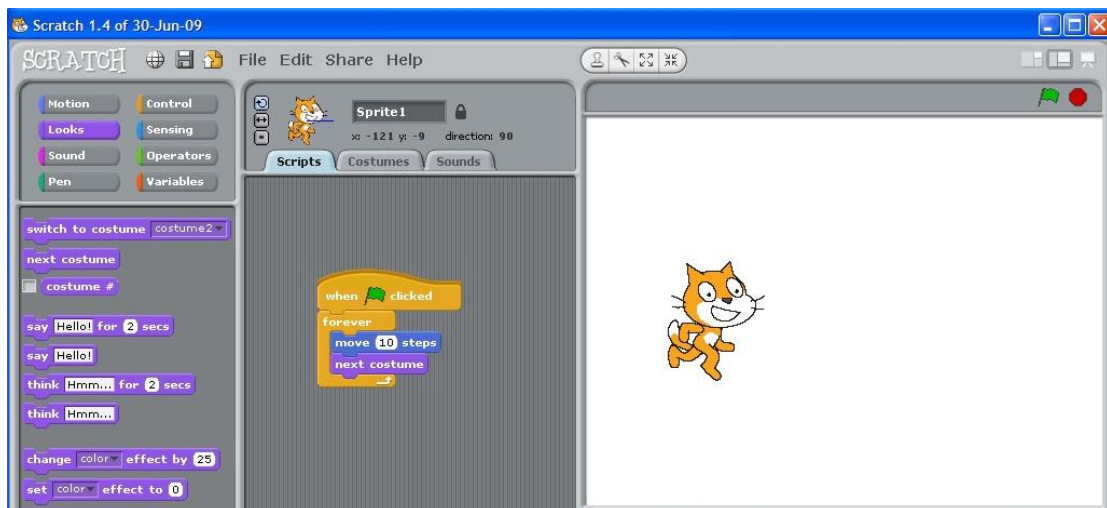 Scratch 1.4 of 30-Jun-09
SCRATCH File Edit Share Help
Motion Control
Looks Sensing
Sound Operators
Pen Variables
Sprite1
x: -121 y: -9 direction: 90
Scripts Costumes Sounds
switch to costume costume2
next costume
costume #
say Hello! for 2 secs
say Hello!
think Hmm... for 2 secs
think Hmm...
change color effect by 25
set color effect to 0
when clicked
forever
move 10 steps
next costume